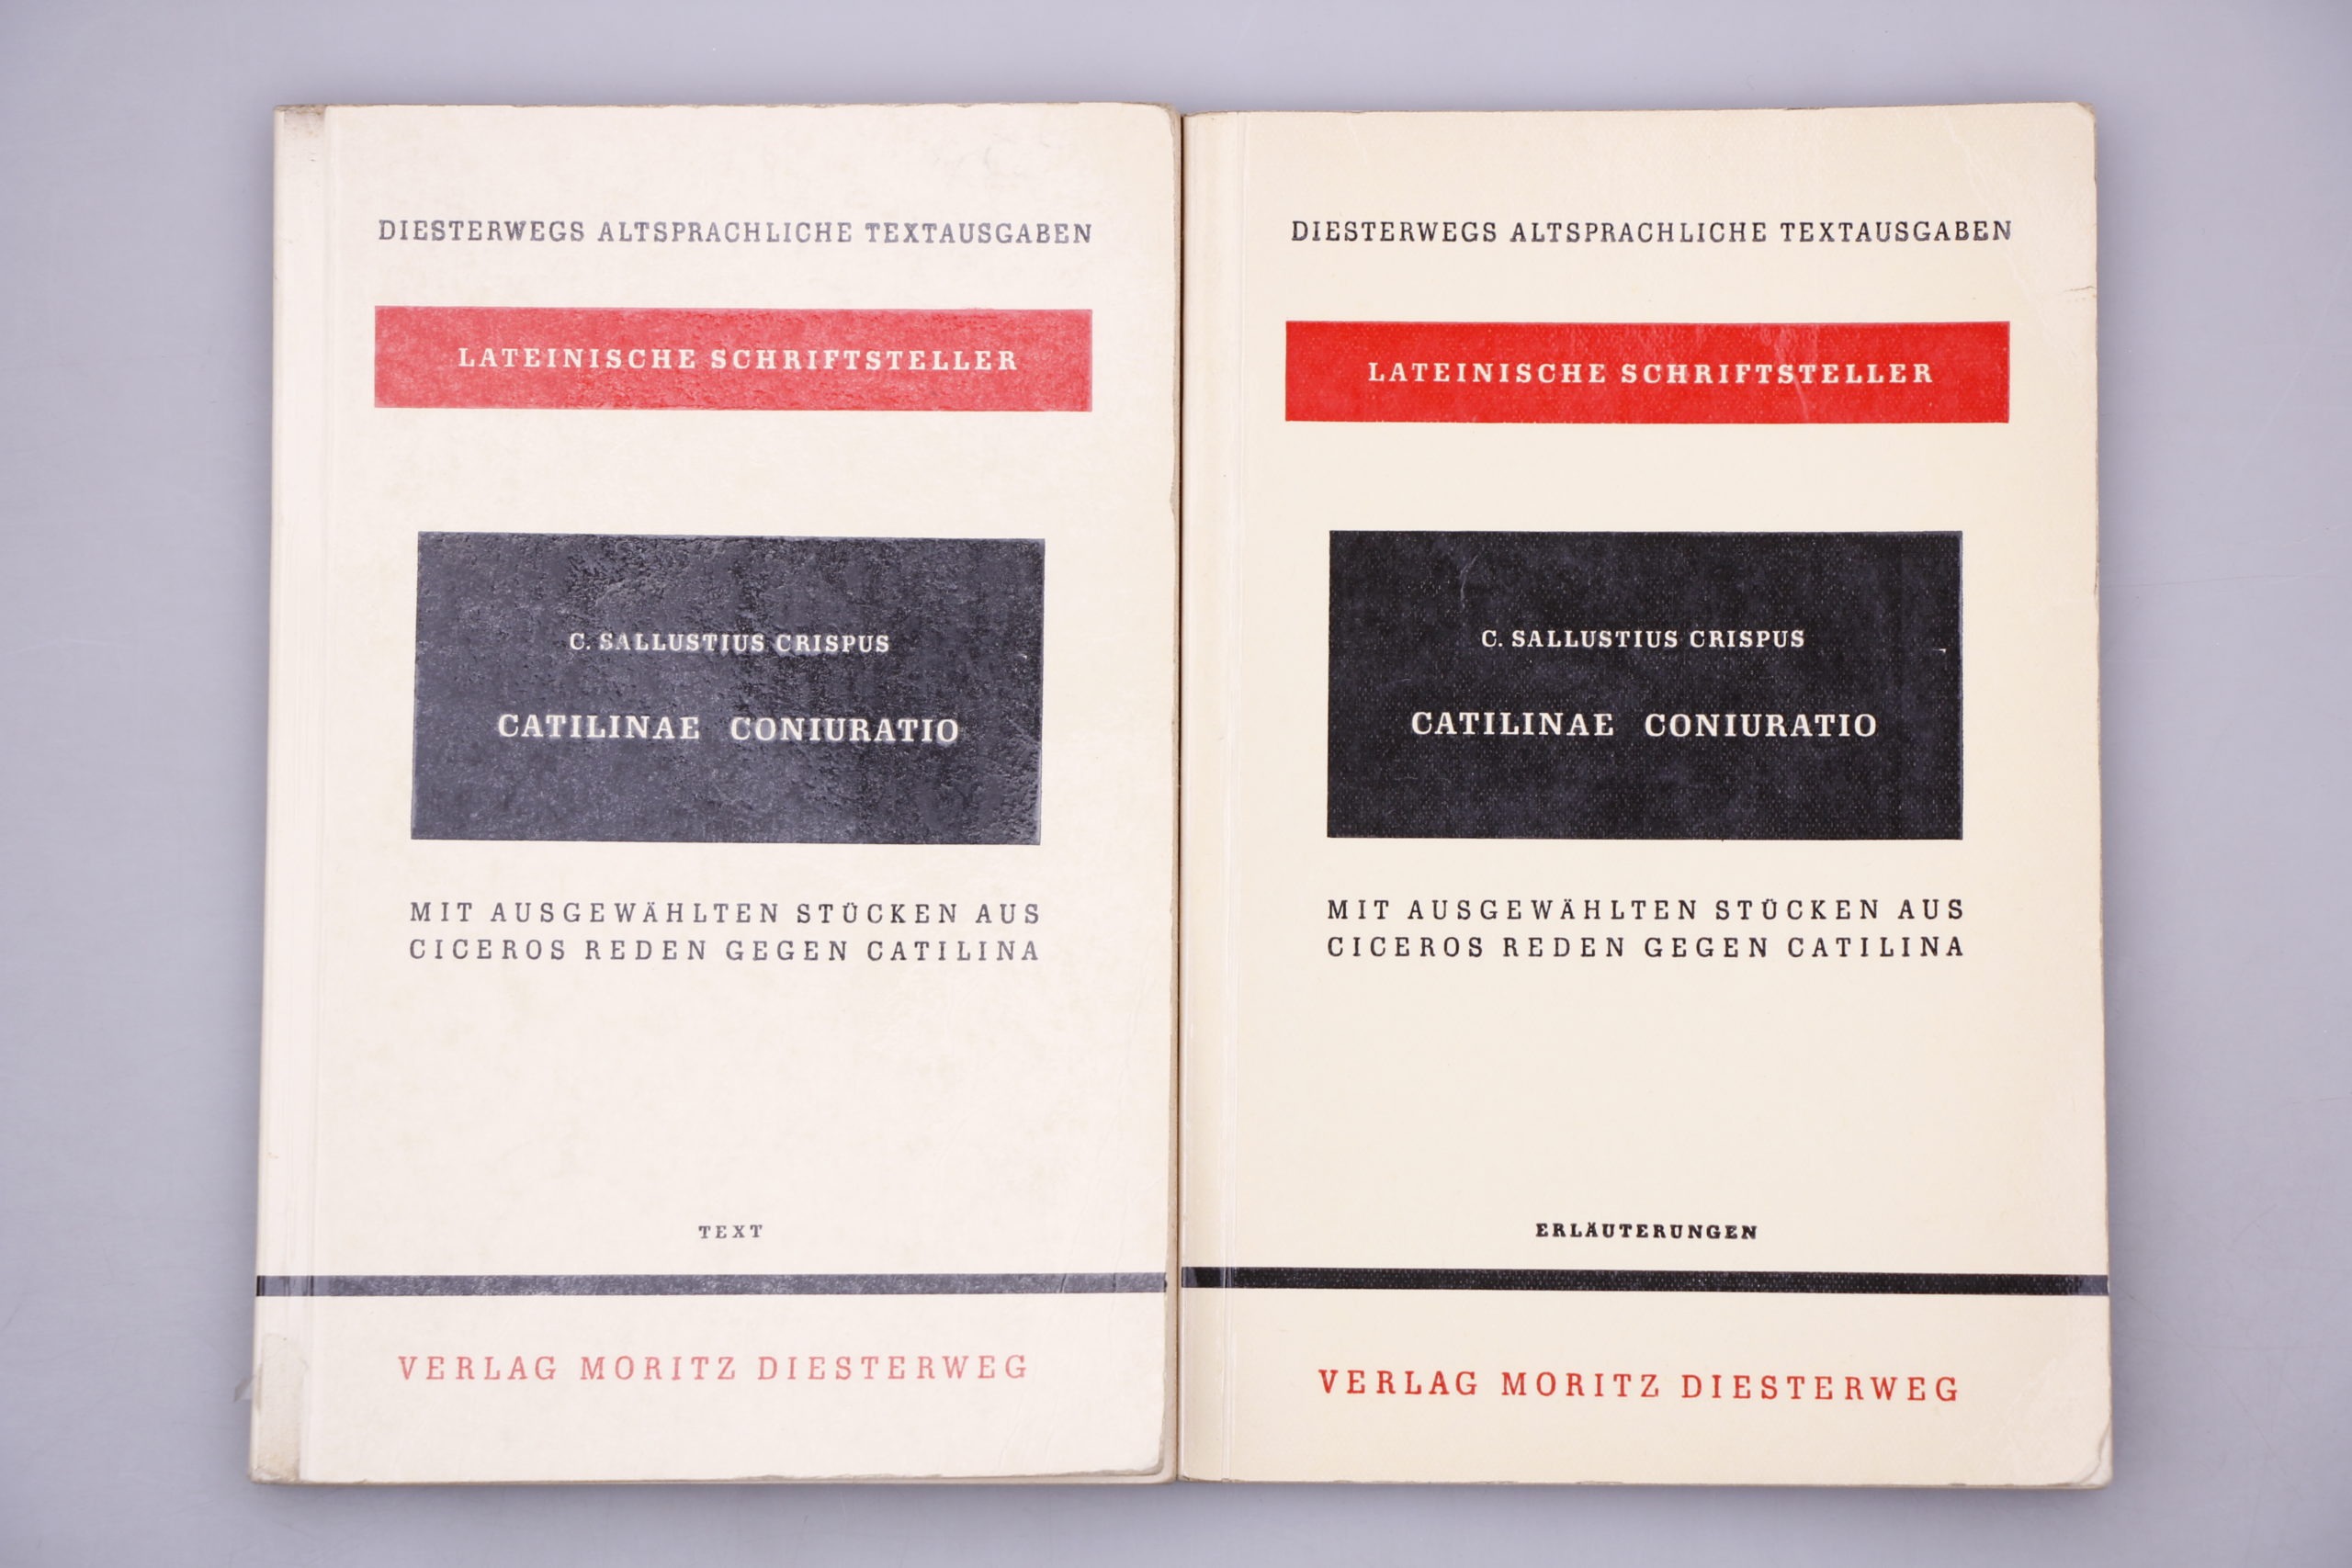 DIESTERWEGS ALTSPRACHLICHE TEXTAUSGABEN
LATEINISCHE SCHRIFTSTELLER
C. SALLUSTIUS CRISPUS
CATILINAE CONIURATIO
MIT AUSGEWÄHLTEN STÜCKEN AUS
CICEROS REDEN GEGEN CATILINA
TEXT
VERLAG MORITZ DIESTERWEG
DIESTERWEGS ALTSPRACHLICHE TEXTAUSGABEN
LATEINISCHE SCHRIFTSTELLER
C. SALLUSTIUS CRISPUS
CATILINAE CONIURATIO
MIT AUSGEWÄHLTEN STÜCKEN AUS
CICEROS REDEN GEGEN CATILINA
ERLÄUTERUNGEN
VERLAG MORITZ DIESTERWEG